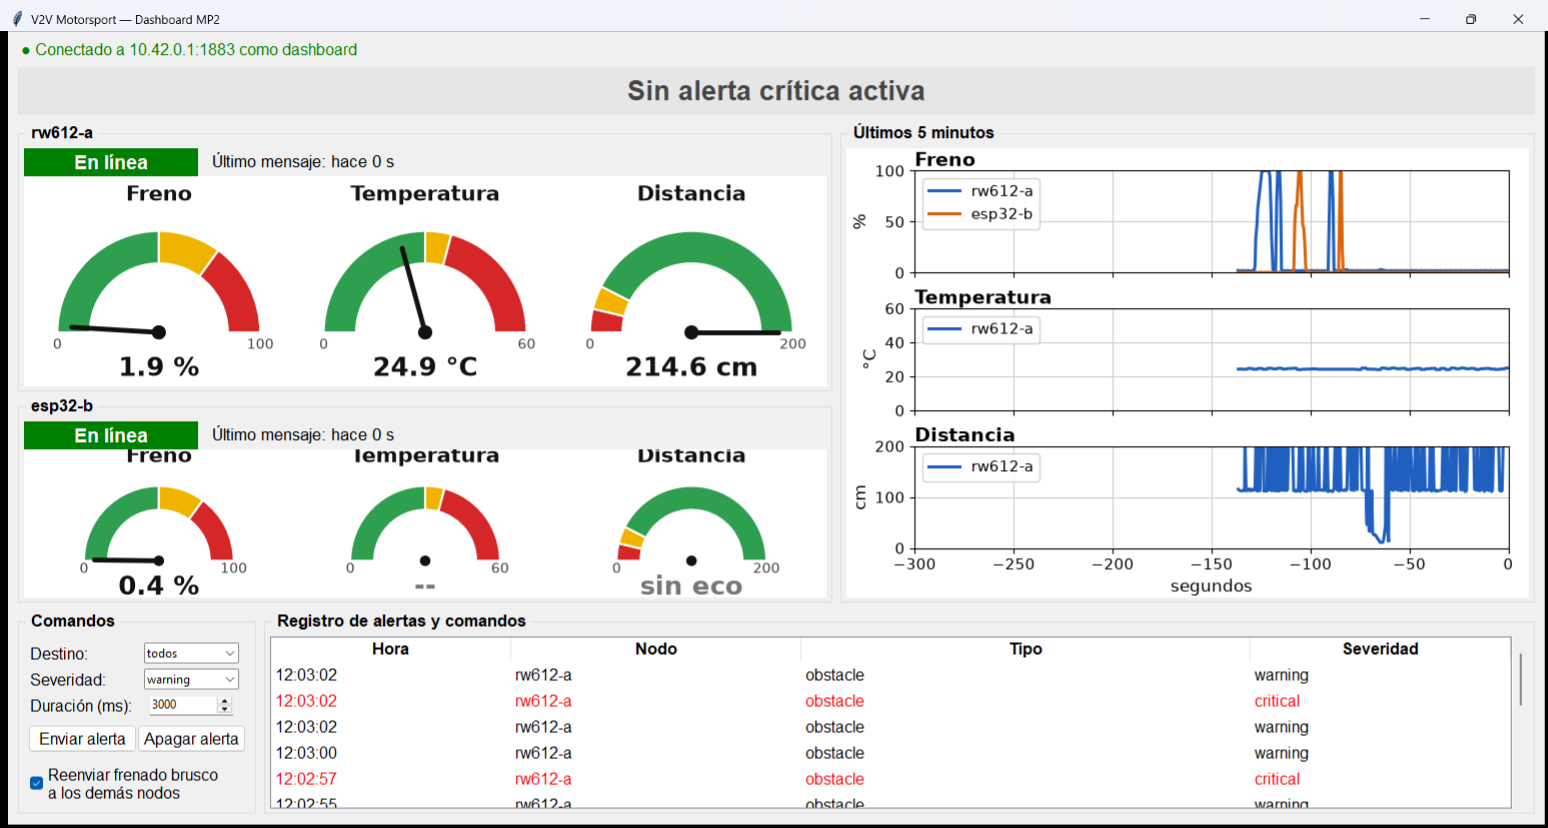 V2V Motorsport — Dashboard MP2
● Conectado a 10.42.0.1:1883 como dashboard
Sin alerta crítica activa
rw612-a
En línea
Último mensaje: hace 0 s
Freno
Temperatura
Distancia
0
100
0
60
0
200
1.9 %
24.9 °C
214.6 cm
esp32-b
En línea
Último mensaje: hace 0 s
Freno
Temperatura
Distancia
0
100
0
60
0
200
0.4 %
--
sin eco
Últimos 5 minutos
Freno
100
50
0
%
rw612-a
esp32-b
Temperatura
60
40
20
0
°C
rw612-a
Distancia
200
100
0
cm
rw612-a
−300
−250
−200
−150
−100
−50
0
segundos
Comandos
Destino:
todos
Severidad:
warning
Duración (ms):
3000
Enviar alerta
Apagar alerta
Reenviar frenado brusco
a los demás nodos
Registro de alertas y comandos
Hora Nodo Tipo Severidad
12:03:02 rw612-a obstacle warning
12:03:02 rw612-a obstacle critical
12:03:02 rw612-a obstacle warning
12:03:00 rw612-a obstacle warning
12:02:57 rw612-a obstacle critical
12:02:55 rw612-a obstacle warning